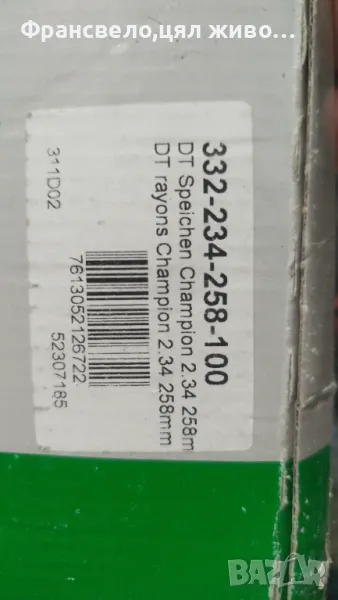 Франсвело,цял живо...
332-234-258-100
DT Speichen Champion 2.34 258m
DT rayons Champion 2.34 258mm
7613052126722
52307185
311D02
bazar